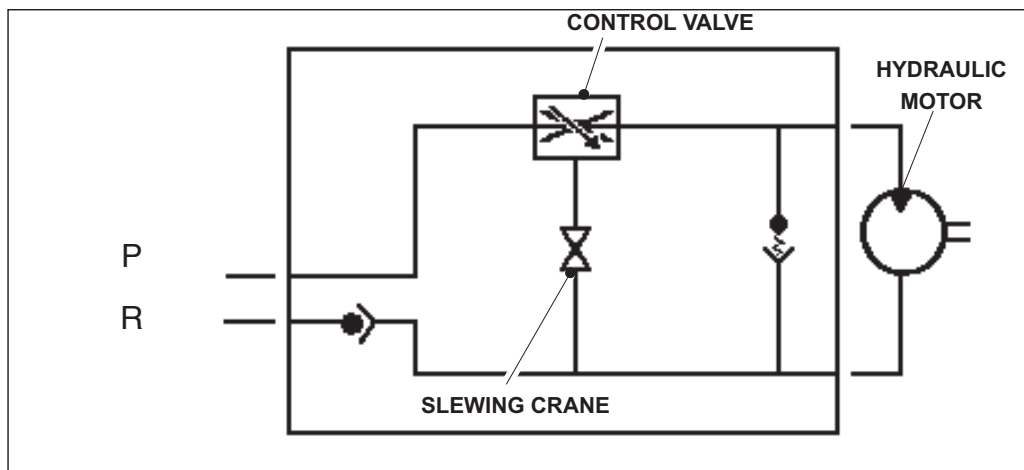 CONTROL VALVE
HYDRAULIC
MOTOR
P
R
SLEWING CRANE